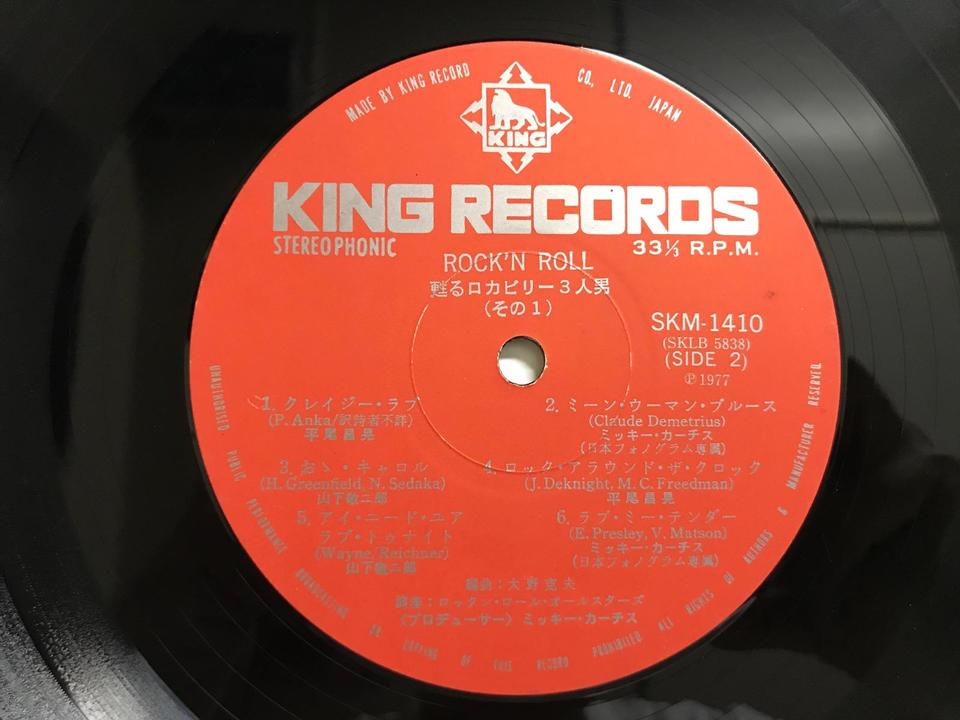 MADE BY KING RECORD CO., LTD. JAPAN
KING
KING RECORDS
STEREOPHONIC
33⅓ R.P.M.
ROCK'N ROLL
甦るロカビリー3人男
(その1)
SKM-1410
(SKLB 5838)
(SIDE 2)
Ⓟ1977
1. クレイジー・ラブ
(P. Anka/訳詩者不詳)
平尾昌晃
2. ミーン・ウーマン・ブルース
(Claude Demetrius)
ミッキー・カーチス
(日本フォノグラム専属)
3. おゝ・キャロル
(H. Greenfield, N. Sedaka)
山下敬二郎
4. ロック・アラウンド・ザ・クロック
(J. Deknight, M. C. Freedman)
平尾昌晃
5. アイ・ニード・ユア
ラブ・トゥナイト
(Wayne/Reichner)
山下敬二郎
6. ラブ・ミー・テンダー
(E. Presley, V. Matson)
ミッキー・カーチス
(日本フォノグラム専属)
編曲：大野克夫
演奏：ロックン・ロール・オールスターズ
(プロデューサー) ミッキー・カーチス
UNAUTHORISED PUBLIC PERFORMANCE BROADCASTING OR COPYING OF THIS RECORD PROHIBITED ALL RIGHTS OF AUTHORS & MANUFACTURER RESERVED.